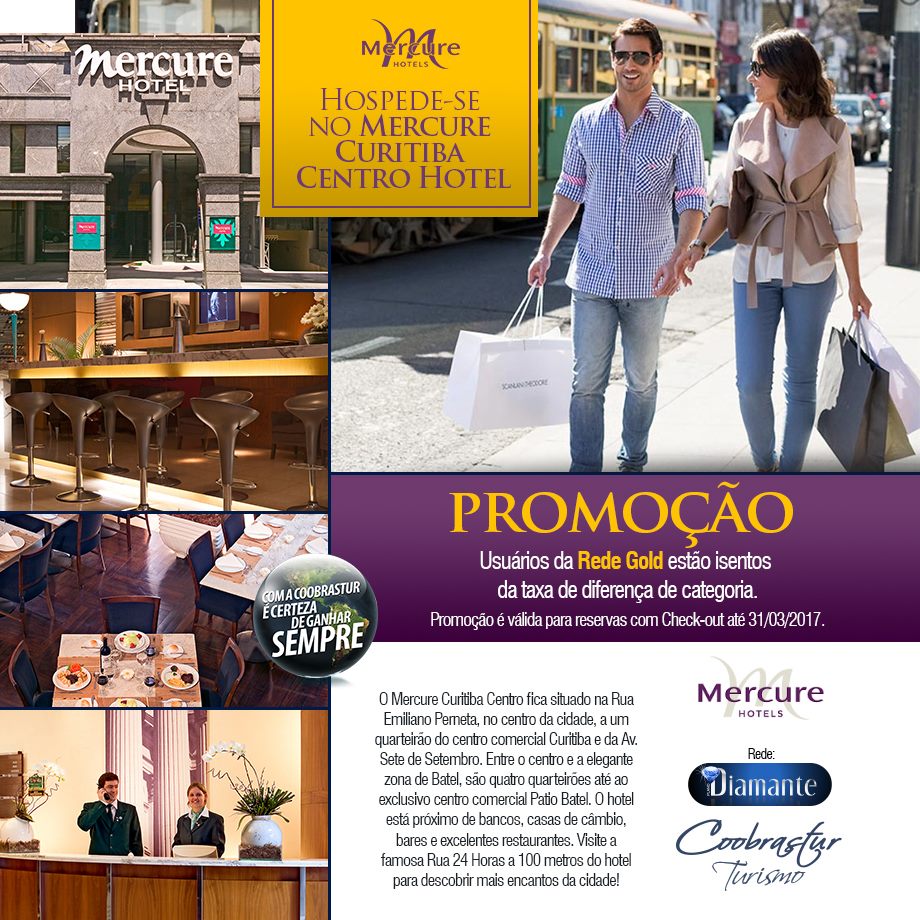 Mercure
HOTEL
Mercure
HOTELS
HOSPEDE-SE
NO MERCURE
CURITIBA
CENTRO HOTEL
SCANLAN THEODORE
PROMOÇÃO
Usuários da Rede Gold estão isentos
da taxa de diferença de categoria.
Promoção é válida para reservas com Check-out até 31/03/2017.
COM A COOBRASTUR
É CERTEZA
DE GANHAR
SEMPRE
O Mercure Curitiba Centro fica situado na Rua
Emiliano Perneta, no centro da cidade, a um
quarteirão do centro comercial Curitiba e da Av.
Sete de Setembro. Entre o centro e a elegante
zona de Batel, são quatro quarteirões até ao
exclusivo centro comercial Patio Batel. O hotel
está próximo de bancos, casas de câmbio,
bares e excelentes restaurantes. Visite a
famosa Rua 24 Horas a 100 metros do hotel
para descobrir mais encantos da cidade!
Mercure
HOTELS
Rede:
Diamante
Coobrastur
Turismo